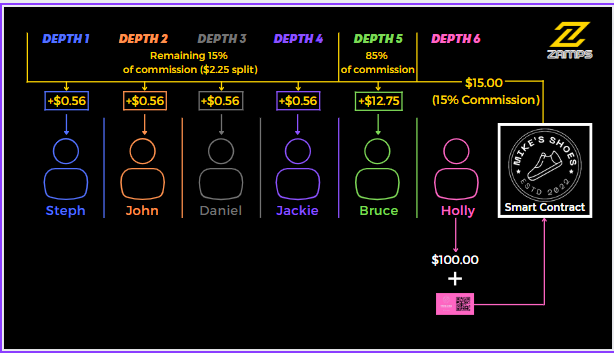 DEPTH 1
DEPTH 2
DEPTH 3
DEPTH 4
DEPTH 5
DEPTH 6
ZAMPS
Remaining 15%
of commission ($2.25 split)
85%
of commission
$15.00
(15% Commission)
+$0.56
+$0.56
+$0.56
+$0.56
+$12.75
MIKE'S SHOES
ESTD 2022
Smart Contract
Steph
John
Daniel
Jackie
Bruce
Holly
$100.00
+